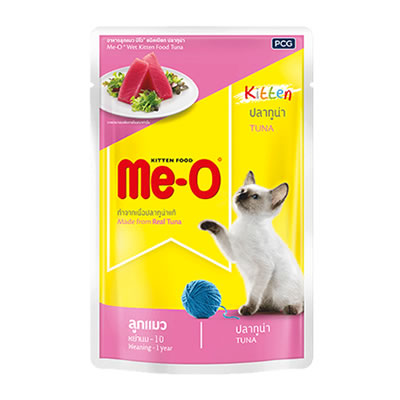 อาหารลูกแมว มีโอ® ชนิดเปียก ปลาทูน่า
Me-O® Wet Kitten Food Tuna
PCG
Kitten
ปลาทูน่า
TUNA
KITTEN FOOD
me-O®
ทำจากเนื้อปลาทูน่าแท้
Made from Real Tuna
ลูกแมว
หย่านม - 1 ปี
Weaning - 1 year
ปลาทูน่า
TUNA